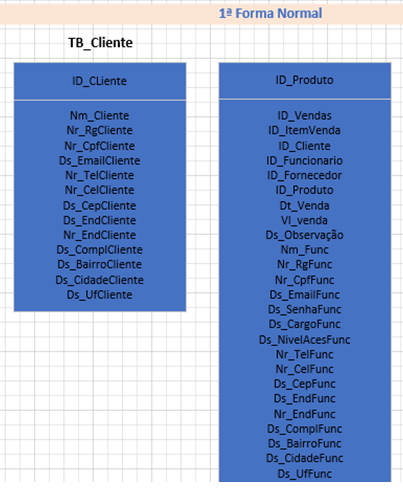 1ª Forma Normal
TB_Cliente
ID_CLiente
Nm_Cliente
Nr_RgCliente
Nr_CpfCliente
Ds_EmailCliente
Nr_TelCliente
Nr_CelCliente
Ds_CepCliente
Ds_EndCliente
Nr_EndCliente
Ds_ComplCliente
Ds_BairroCliente
Ds_CidadeCliente
Ds_UfCliente
ID_Produto
ID_Vendas
ID_ItemVenda
ID_Cliente
ID_Funcionario
ID_Fornecedor
ID_Produto
Dt_Venda
Vl_venda
Ds_Observação
Nm_Func
Nr_RgFunc
Nr_CpfFunc
Ds_EmailFunc
Ds_SenhaFunc
Ds_CargoFunc
Ds_NivelAcesFunc
Nr_TelFunc
Nr_CelFunc
Ds_CepFunc
Ds_EndFunc
Nr_EndFunc
Ds_ComplFunc
Ds_BairroFunc
Ds_CidadeFunc
Ds_UfFunc